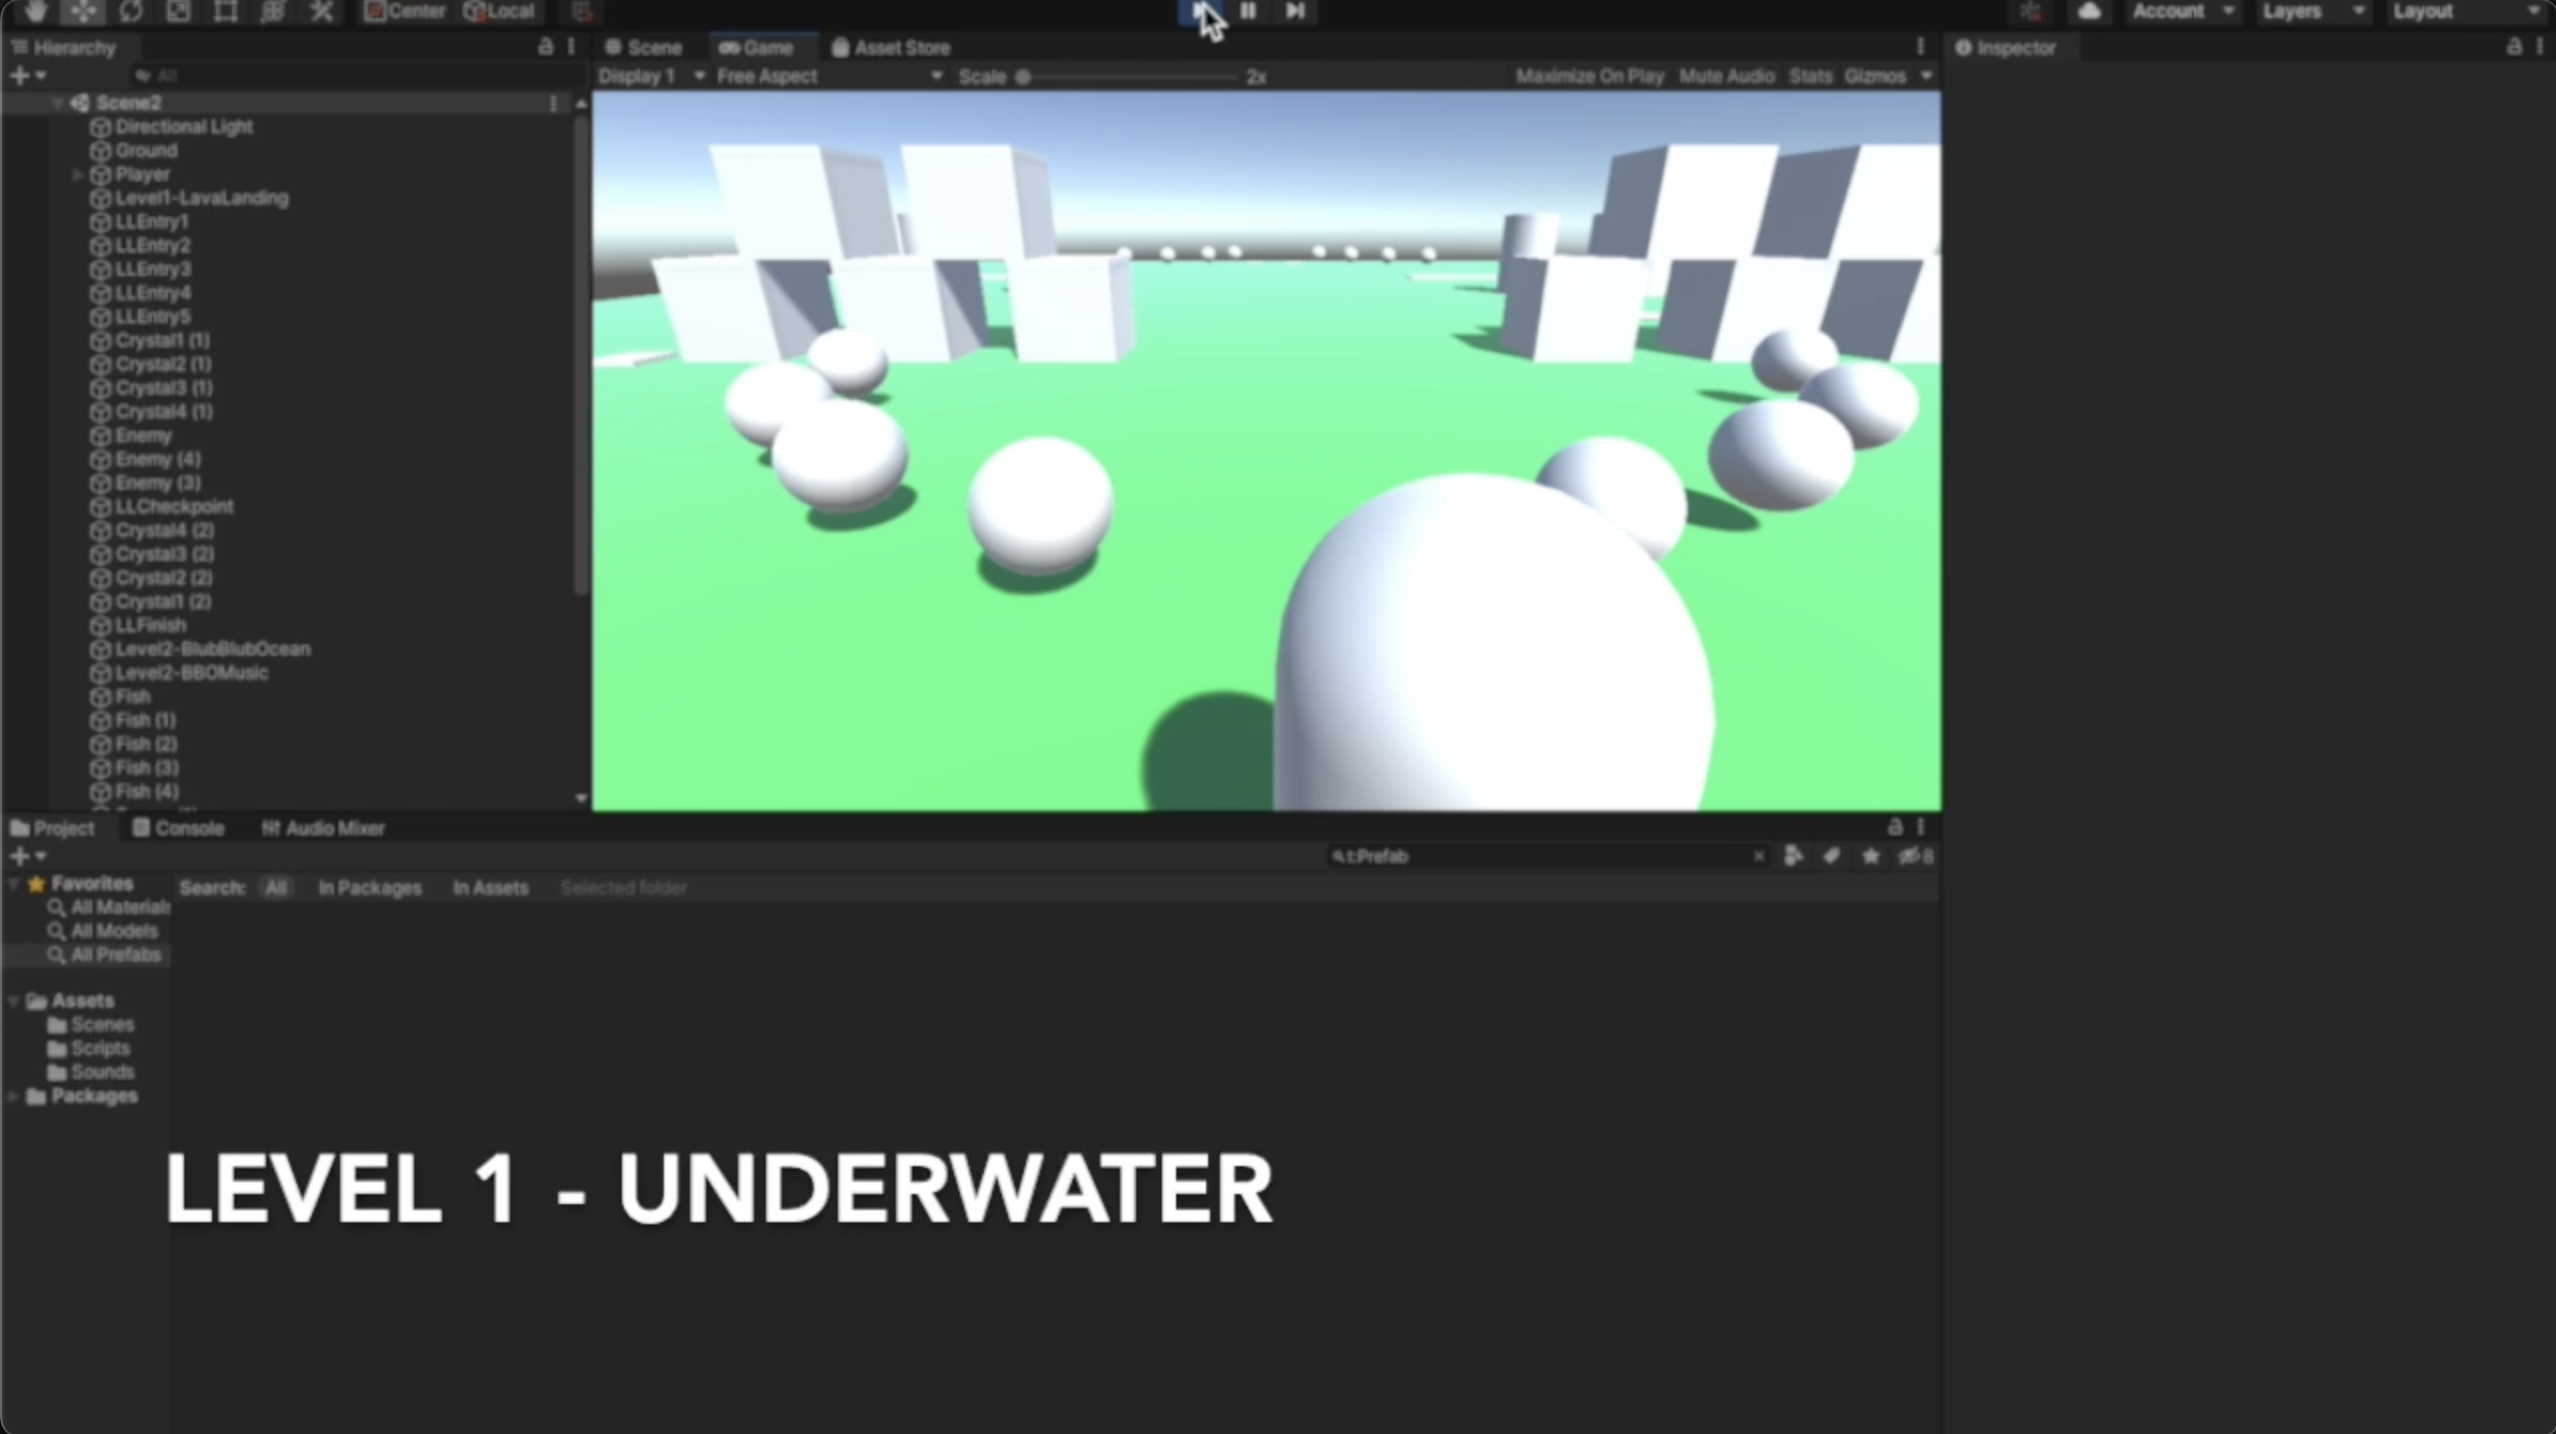 Center Local Account Layers Layout
Hierarchy Scene Game Asset Store Inspector
All Display 1 Free Aspect Scale 2x Maximize On Play Mute Audio Stats Gizmos
Scene2
Directional Light
Ground
Player
Level1-LavaLanding
LLEntry1
LLEntry2
LLEntry3
LLEntry4
LLEntry5
Crystal1 (1)
Crystal2 (1)
Crystal3 (1)
Crystal4 (1)
Enemy
Enemy (4)
Enemy (3)
LLCheckpoint
Crystal4 (2)
Crystal3 (2)
Crystal2 (2)
Crystal1 (2)
LLFinish
Level2-BlubBlubOcean
Level2-BBOMusic
Fish
Fish (1)
Fish (2)
Fish (3)
Fish (4)
Project Console Audio Mixer
t:Prefab 8
Favorites Search: All In Packages In Assets Selected folder
All Materials
All Models
All Prefabs
Assets
Scenes
Scripts
Sounds
Packages
LEVEL 1 - UNDERWATER